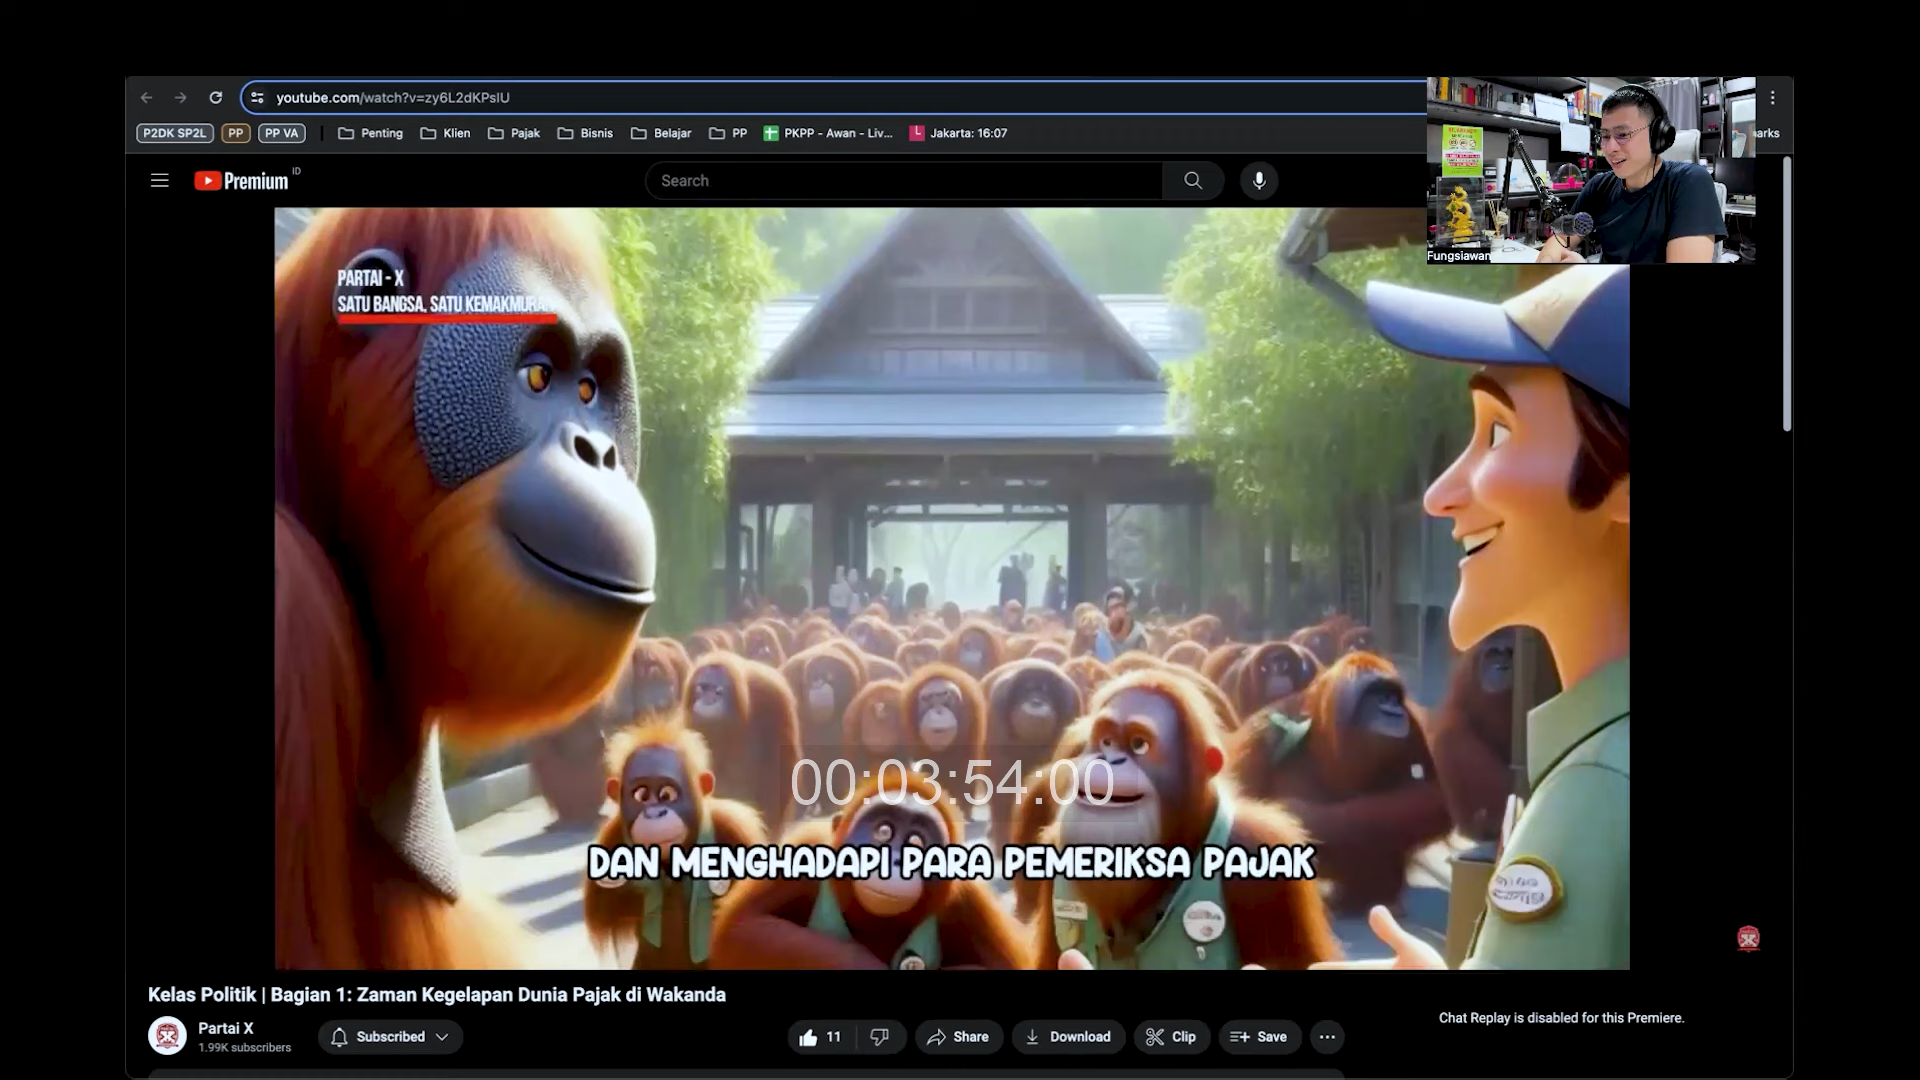 youtube.com/watch?v=zy6L2dKPsIU
P2DK SP2L
PP
PP VA
Penting
Klien
Pajak
Bisnis
Belajar
PP
PKPP - Awan - Liv...
Jakarta: 16:07
arks
Premium ID
Search
Fungsiawan
PARTAI - X
SATU BANGSA, SATU KEMAKMURAN
00:03:54:00
DAN MENGHADAPI PARA PEMERIKSA PAJAK
Kelas Politik | Bagian 1: Zaman Kegelapan Dunia Pajak di Wakanda
Partai X
1.99K subscribers
Subscribed
11
Share
Download
Clip
Save
Chat Replay is disabled for this Premiere.